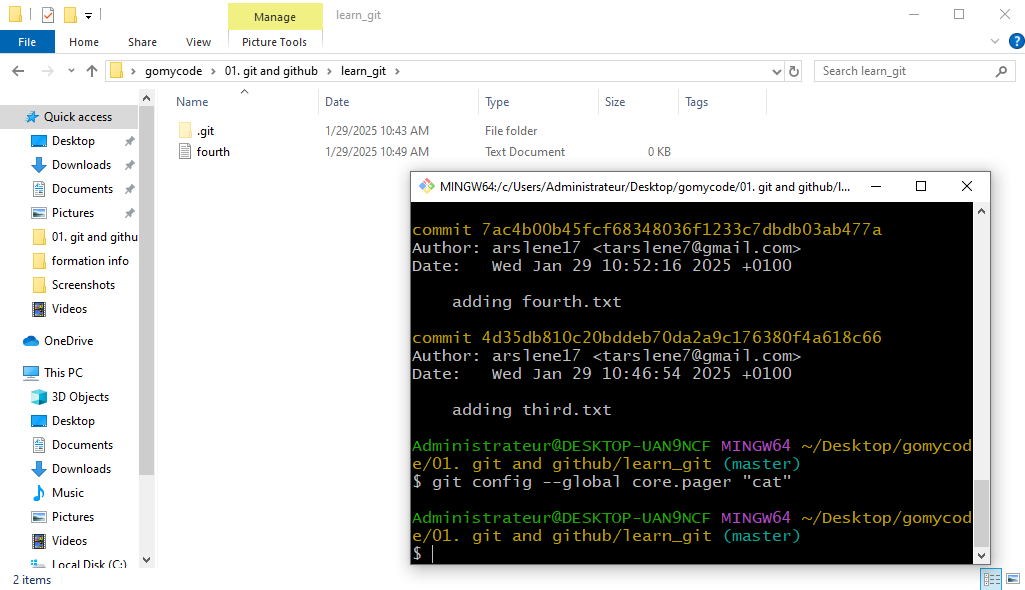 Manage
learn_git
File
Home
Share
View
Picture Tools
?
gomycode
01. git and github
learn_git
Search learn_git
Name
Date
Type
Size
Tags
.git
1/29/2025 10:43 AM
File folder
fourth
1/29/2025 10:49 AM
Text Document
0 KB
Quick access
Desktop
Downloads
Documents
Pictures
01. git and githu
formation info
Screenshots
Videos
OneDrive
This PC
3D Objects
Desktop
Documents
Downloads
Music
Pictures
Videos
Local Disk (C:)
2 items
MINGW64:/c/Users/Administrateur/Desktop/gomycode/01. git and github/l...
commit 7ac4b00b45fcf68348036f1233c7dbdb03ab477a
Author: arslene17 <tarslene7@gmail.com>
Date:   Wed Jan 29 10:52:16 2025 +0100
adding fourth.txt
commit 4d35db810c20bddeb70da2a9c176380f4a618c66
Author: arslene17 <tarslene7@gmail.com>
Date:   Wed Jan 29 10:46:54 2025 +0100
adding third.txt
Administrateur@DESKTOP-UAN9NCF MINGW64 ~/Desktop/gomycod
e/01. git and github/learn_git (master)
$ git config --global core.pager "cat"
Administrateur@DESKTOP-UAN9NCF MINGW64 ~/Desktop/gomycod
e/01. git and github/learn_git (master)
$